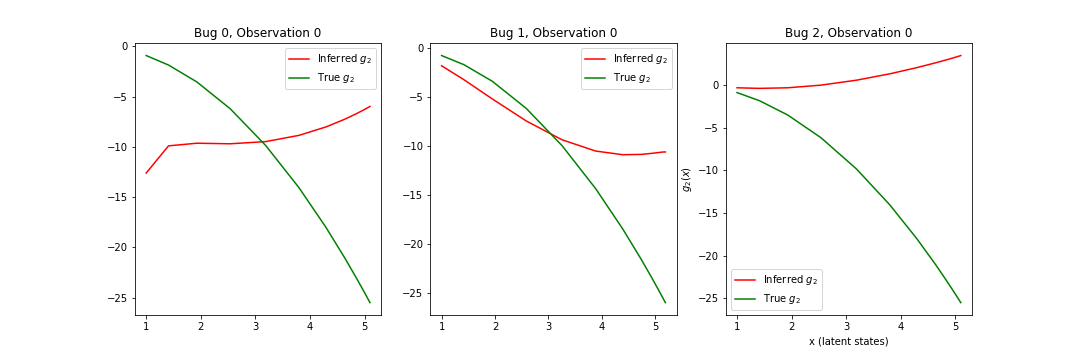 Bug 0, Observation 0
0
−5
−10
−15
−20
−25
1 2 3 4 5
Inferred g₂
True g₂
Bug 1, Observation 0
0
−5
−10
−15
−20
−25
1 2 3 4 5
Inferred g₂
True g₂
Bug 2, Observation 0
g₂(x)
0
−5
−10
−15
−20
−25
1 2 3 4 5
x (latent states)
Inferred g₂
True g₂